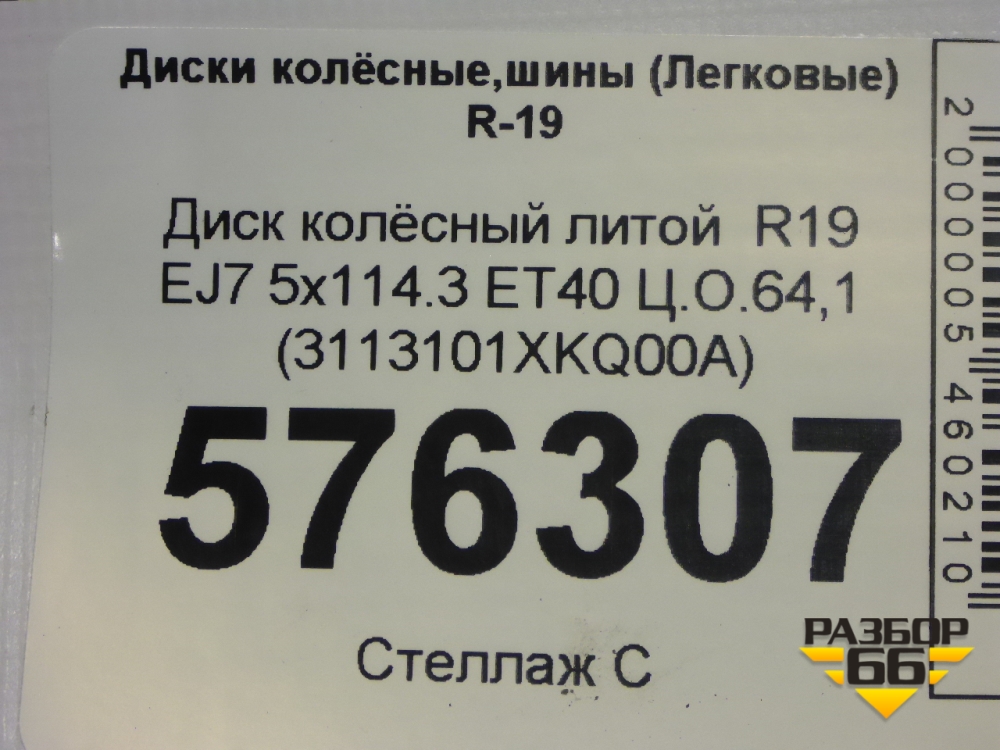 Диски колёсные,шины (Легковые)
R-19
Диск колёсный литой R19
EJ7 5x114.3 ET40 Ц.О.64,1
(3113101XKQ00A)
576307
Стеллаж С
2000005460210
РАЗБОР
66